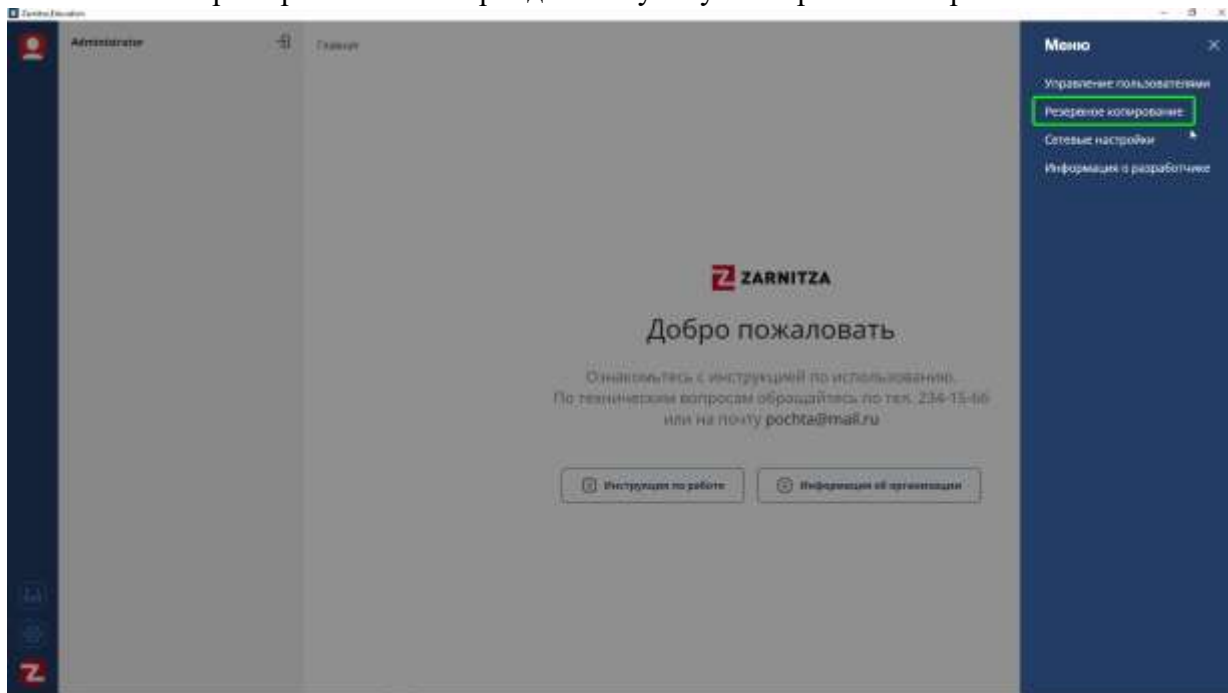 Zarnitza Education
Administrator
Главная
Меню
Управление пользователями
Резервное копирование
Сетевые настройки
Информация о разработчике
ZARNITZA
Добро пожаловать
Ознакомьтесь с инструкцией по использованию.
По техническим вопросам обращайтесь по тел. 234-15-66
или на почту pochta@mail.ru
Инструкция по работе
Информация об организации